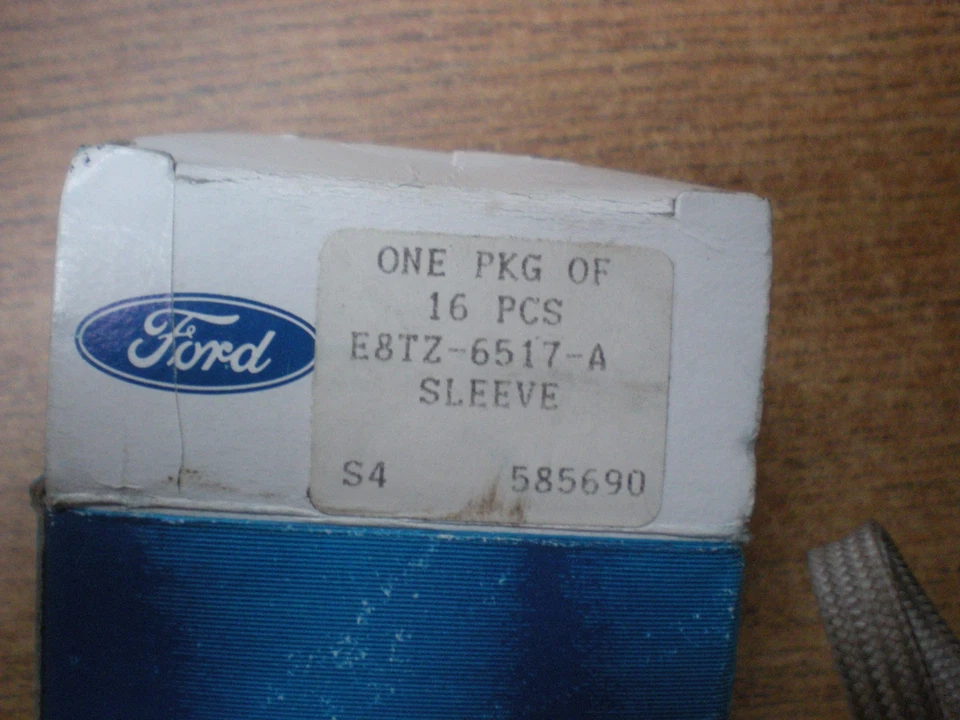 Ford
ONE PKG OF
16 PCS
E8TZ-6517-A
SLEEVE
S4 585690